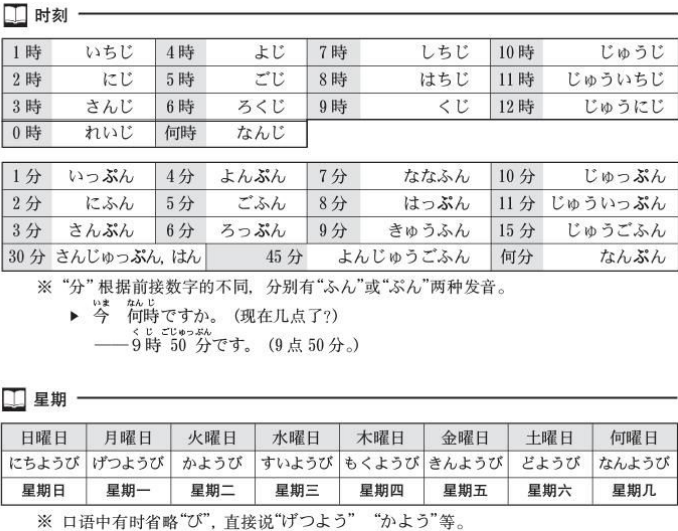 时刻
1時 いちじ 4時 よじ 7時 しちじ 10時 じゅうじ
2時 にじ 5時 ごじ 8時 はちじ 11時 じゅういちじ
3時 さんじ 6時 ろくじ 9時 くじ 12時 じゅうにじ
0時 れいじ 何時 なんじ
1分 いっぷん 4分 よんぷん 7分 ななふん 10分 じゅっぷん
2分 にふん 5分 ごふん 8分 はっぷん 11分 じゅういっぷん
3分 さんぷん 6分 ろっぷん 9分 きゅうふん 15分 じゅうごふん
30分 さんじゅっぷん, はん 45分 よんじゅうごふん 何分 なんぷん
※ “分”根据前接数字的不同, 分别有“ふん”或“ぷん”两种发音。
いま なんじ
▶ 今 何時ですか。(现在几点了?)
くじ ごじゅっぷん
——9時 50 分です。(9点50分。)
星期
日曜日 月曜日 火曜日 水曜日 木曜日 金曜日 土曜日 何曜日
にちようび げつようび かようび すいようび もくようび きんようび どようび なんようび
星期日 星期一 星期二 星期三 星期四 星期五 星期六 星期几
※ 口语中有时省略“び”, 直接说“げつよう” “かよう”等。